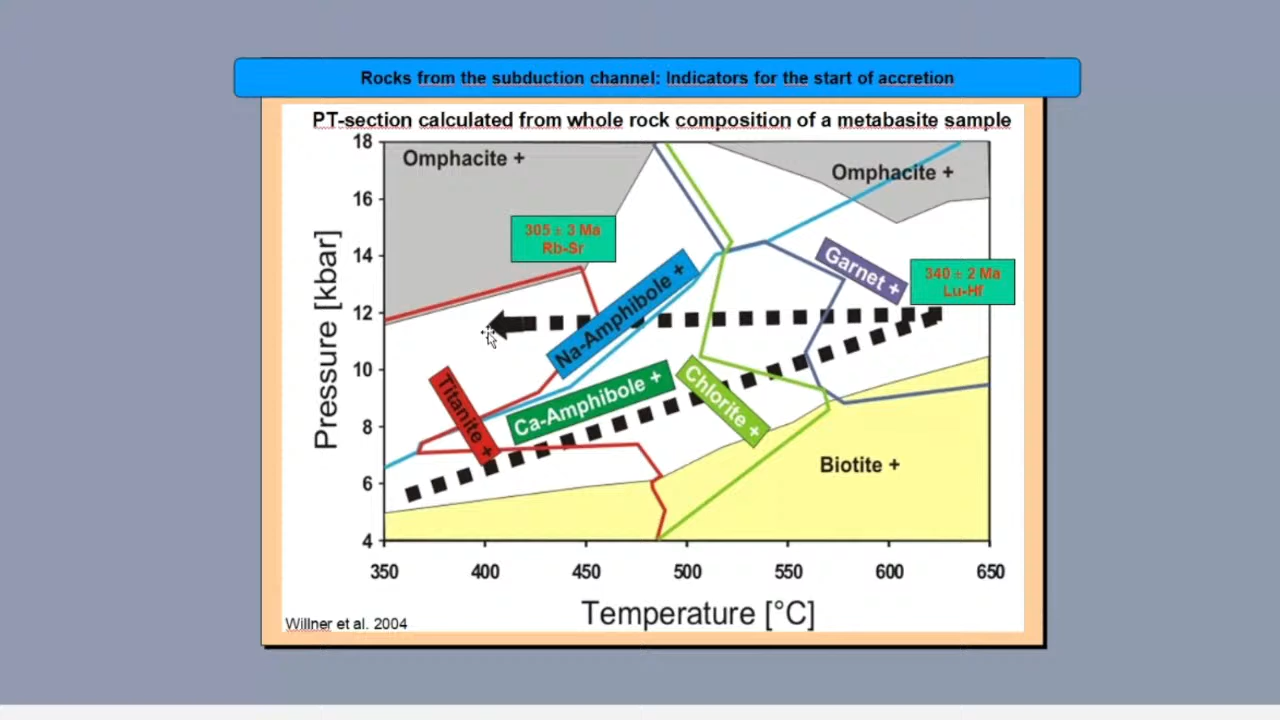 Rocks from the subduction channel: Indicators for the start of accretion
PT-section calculated from whole rock composition of a metabasite sample
18
16
14
12
10
8
6
4
Pressure [kbar]
Omphacite +
Omphacite +
305 ± 3 Ma
Rb-Sr
Garnet +
340 ± 2 Ma
Lu-Hf
Na-Amphibole +
Titanite +
Ca-Amphibole +
Chlorite +
Biotite +
350 400 450 500 550 600 650
Temperature [°C]
Willner et al. 2004